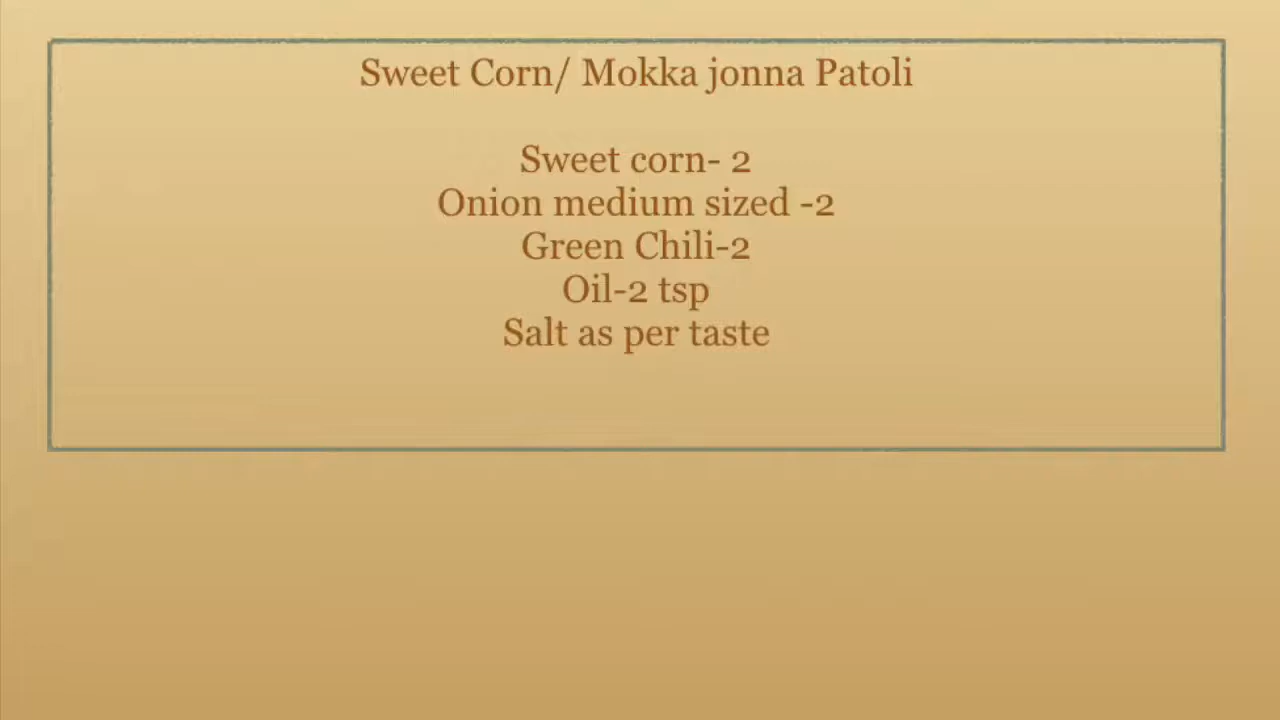 Sweet Corn/ Mokka jonna Patoli
Sweet corn- 2
Onion medium sized -2
Green Chili-2
Oil-2 tsp
Salt as per taste